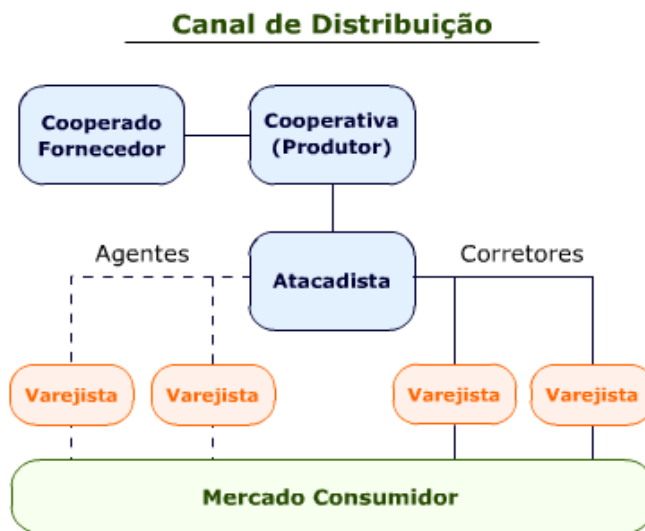 Canal de Distribuição
Cooperado
Fornecedor
Cooperativa
(Produtor)
Agentes
Atacadista
Corretores
Varejista
Varejista
Varejista
Varejista
Mercado Consumidor